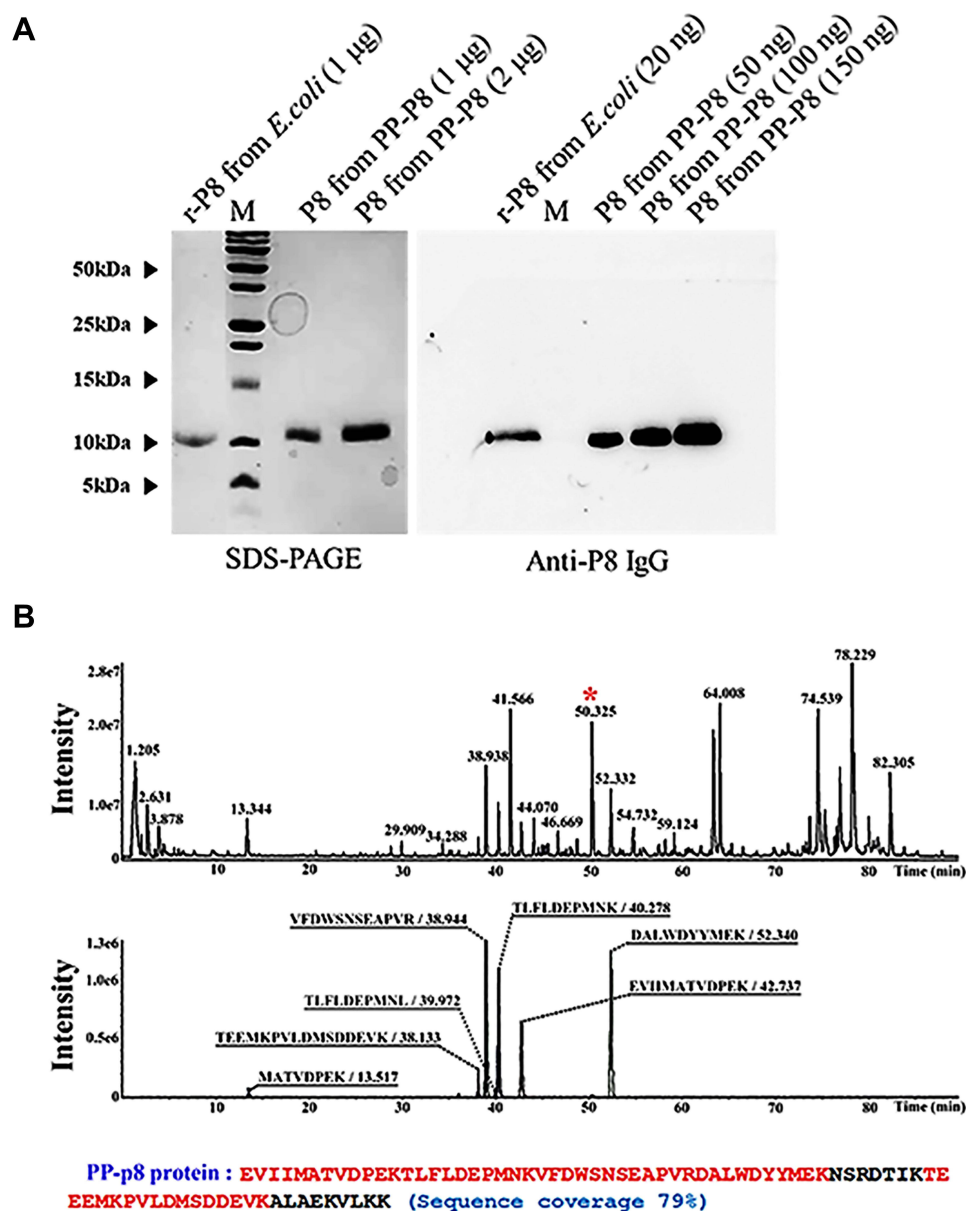 A
r-P8 from E.coli (1 µg)
M
P8 from PP-P8 (1 µg)
P8 from PP-P8 (2 µg)
r-P8 from E.coli (20 ng)
M
P8 from PP-P8 (50 ng)
P8 from PP-P8 (100 ng)
P8 from PP-P8 (150 ng)
50kDa
25kDa
15kDa
10kDa
5kDa
SDS-PAGE
Anti-P8 IgG
B
Intensity
2.8e7
2.0e7
1.0e7
0
1.205
2.631
3.878
13.344
29.909
34.288
38.938
41.566
44.070
46.669
*
50.325
52.332
54.732
59.124
64.008
74.539
78.229
82.305
10 20 30 40 50 60 70 80 Time (min)
Intensity
1.3e6
1.0e6
0.5e6
0
VFDWSNSEAPVR / 38.944
TLFLDEPMNK / 40.278
DALWDYYMEK / 52.340
TLFLDEPMNL / 39.972
EVIIMATVDPEK / 42.737
TEEMKPVLDMSDDEVK / 38.133
MATVDPEK / 13.517
10 20 30 40 50 60 70 80 Time (min)
PP-p8 protein : EVIIMATVDPEKTLFLDEPMNKVFDWSNSEAPVRDALWDYYMEKNSRDTIKTE
EEMKPVLDMSDDEVKALAEKVLKK (Sequence coverage 79%)